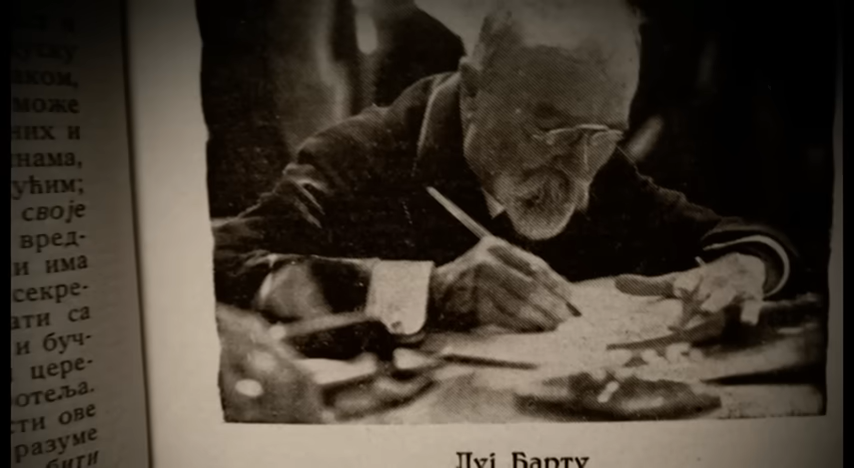 може
них и
нама,
ућим;
своје
вред-
и има
секре-
ати са
и буч-
цере-
отеља.
сти ове
разуме
бити
Луј Барту